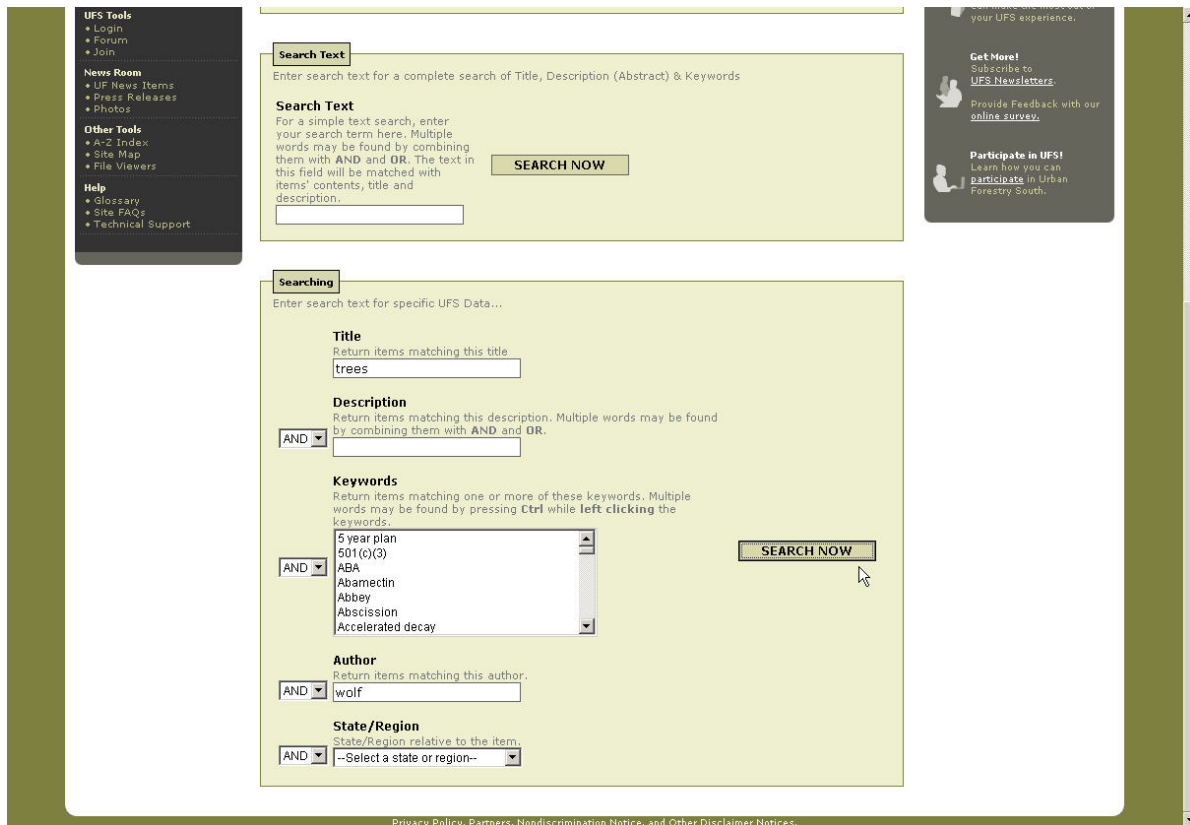 UFS Tools
• Login
• Forum
• Join
News Room
• UF News Items
• Press Releases
• Photos
Other Tools
• A-Z Index
• Site Map
• File Viewers
Help
• Glossary
• Site FAQs
• Technical Support
Search Text
Enter search text for a complete search of Title, Description (Abstract) & Keywords
Search Text
For a simple text search, enter
your search term here. Multiple
words may be found by combining
them with AND and OR. The text in
this field will be matched with
items' contents, title and
description.
SEARCH NOW
Searching
Enter search text for specific UFS Data...
Title
Return items matching this title
trees
Description
Return items matching this description. Multiple words may be found
by combining them with AND and OR.
AND
Keywords
Return items matching one or more of these keywords. Multiple
words may be found by pressing Ctrl while left clicking the
keywords.
AND
5 year plan
501(c)(3)
ABA
Abamectin
Abbey
Abscission
Accelerated decay
SEARCH NOW
Author
Return items matching this author.
AND
wolf
State/Region
State/Region relative to the item.
AND
--Select a state or region--
can make the most out of
your UFS experience.
Get More!
Subscribe to
UFS Newsletters.
Provide Feedback with our
online survey.
Participate in UFS!
Learn how you can
participate in Urban
Forestry South.
Privacy Policy, Partners, Nondiscrimination Notice, and Other Disclaimer Notices.